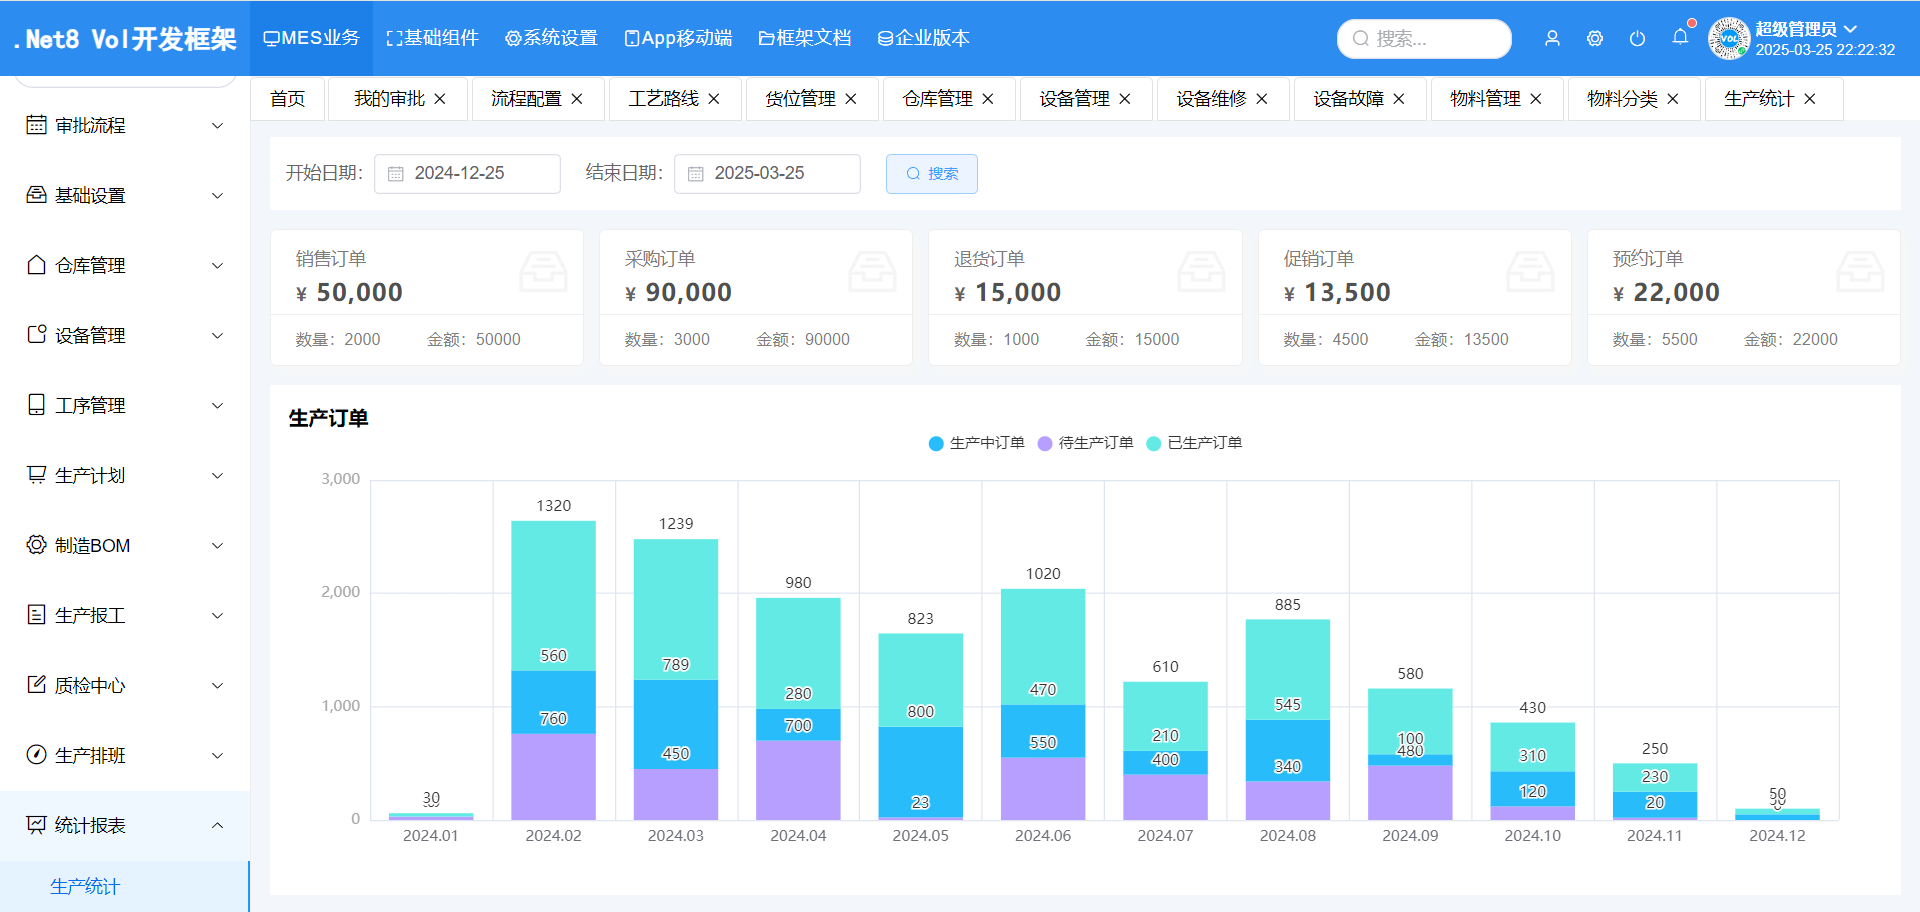 .Net8 Vol开发框架
MES业务 基础组件 系统设置 App移动端 框架文档 企业版本
搜索...
超级管理员
2025-03-25 22:22:32
首页 我的审批 流程配置 工艺路线 货位管理 仓库管理 设备管理 设备维修 设备故障 物料管理 物料分类 生产统计
审批流程
基础设置
仓库管理
设备管理
工序管理
生产计划
制造BOM
生产报工
质检中心
生产排班
统计报表
生产统计
开始日期: 2024-12-25 结束日期: 2025-03-25 搜索
销售订单
¥ 50,000
数量: 2000 金额: 50000
采购订单
¥ 90,000
数量: 3000 金额: 90000
退货订单
¥ 15,000
数量: 1000 金额: 15000
促销订单
¥ 13,500
数量: 4500 金额: 13500
预约订单
¥ 22,000
数量: 5500 金额: 22000
生产订单
生产中订单 待生产订单 已生产订单
3,000
2,000
1,000
0
30
1320
560
760
1239
789
450
980
280
700
823
800
23
1020
470
550
610
210
400
885
545
340
580
100
480
430
310
120
250
230
20
50
2024.01 2024.02 2024.03 2024.04 2024.05 2024.06 2024.07 2024.08 2024.09 2024.10 2024.11 2024.12